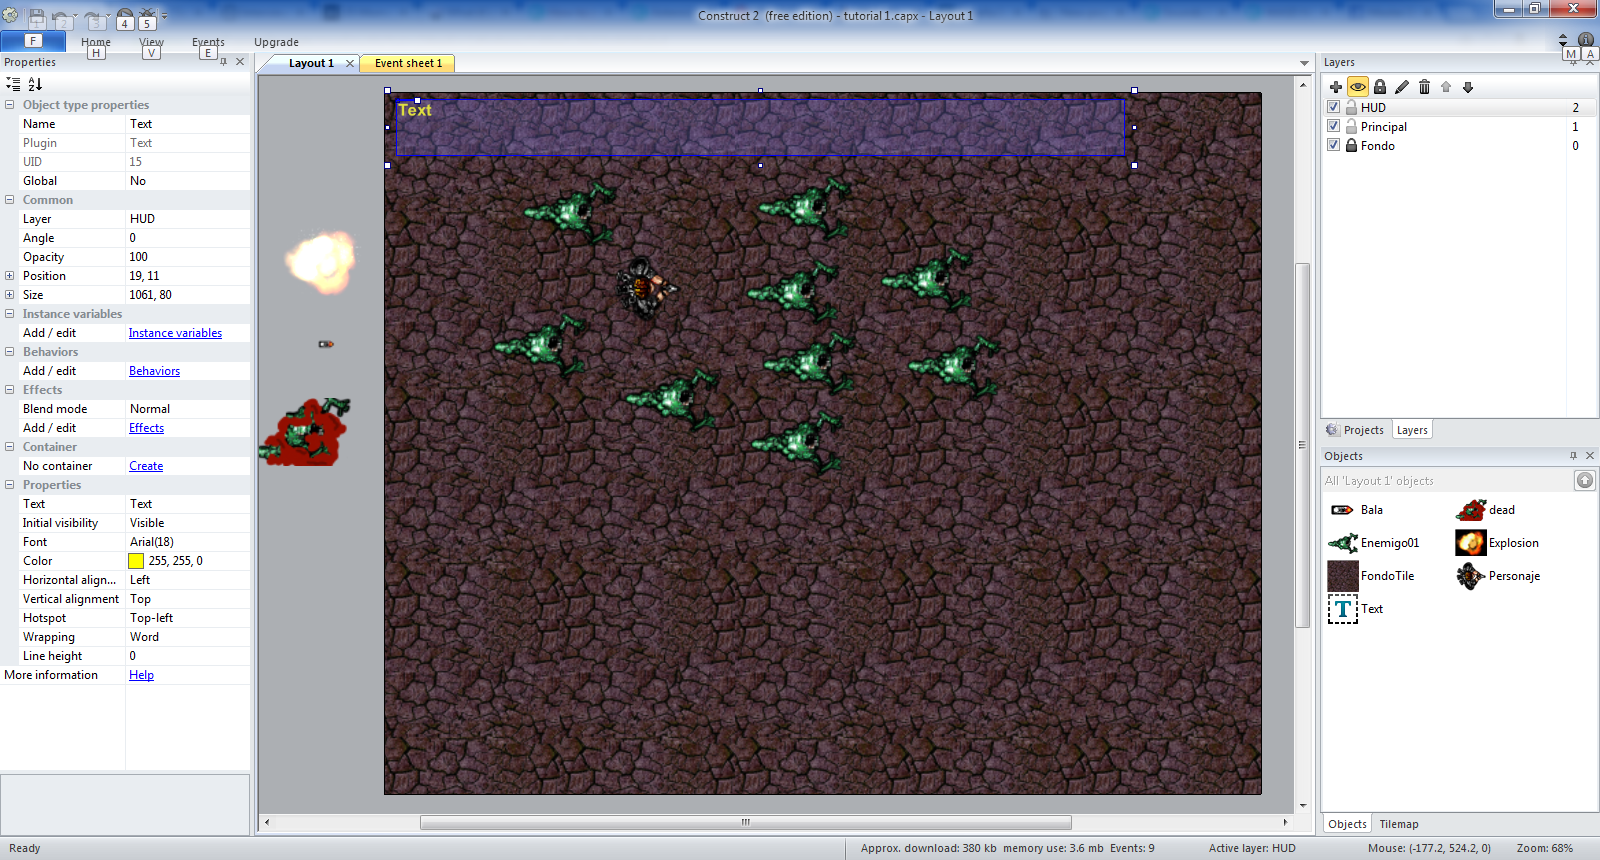 Construct 2  (free edition) - tutorial1.capx - Layout 1
1 2 3 4 5
F Home View Events Upgrade
H V E M A
Properties
Layout 1 Event sheet 1
Layers
Object type properties
Name Text
Plugin Text
UID 15
Global No
Common
Layer HUD
Angle 0
Opacity 100
Position 19, 11
Size 1061, 80
Instance variables
Add / edit Instance variables
Behaviors
Add / edit Behaviors
Effects
Blend mode Normal
Add / edit Effects
Container
No container Create
Properties
Text Text
Initial visibility Visible
Font Arial(18)
Color 255, 255, 0
Horizontal align... Left
Vertical alignment Top
Hotspot Top-left
Wrapping Word
Line height 0
More information Help
Text
HUD 2
Principal 1
Fondo 0
Projects Layers
Objects
All 'Layout 1' objects
Bala dead
Enemigo01 Explosion
FondoTile Personaje
T Text
Objects Tilemap
Ready Approx. download: 380 kb  memory use: 3.6 mb  Events: 9 Active layer: HUD Mouse: (-177.2, 524.2, 0) Zoom: 68%